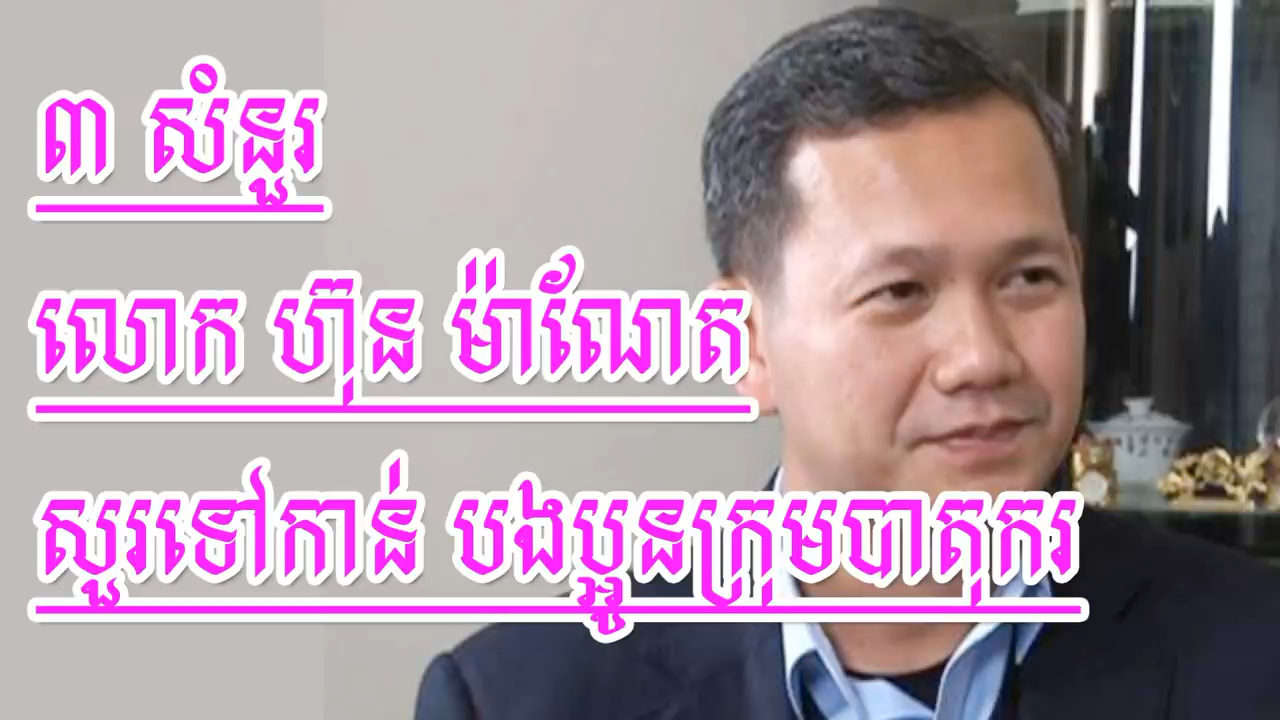 ៣ សំនួរ
លោក ហ៊ុន ម៉ាណែត
សួរទៅកាន់ បងប្អូនក្រុមបាតុករ